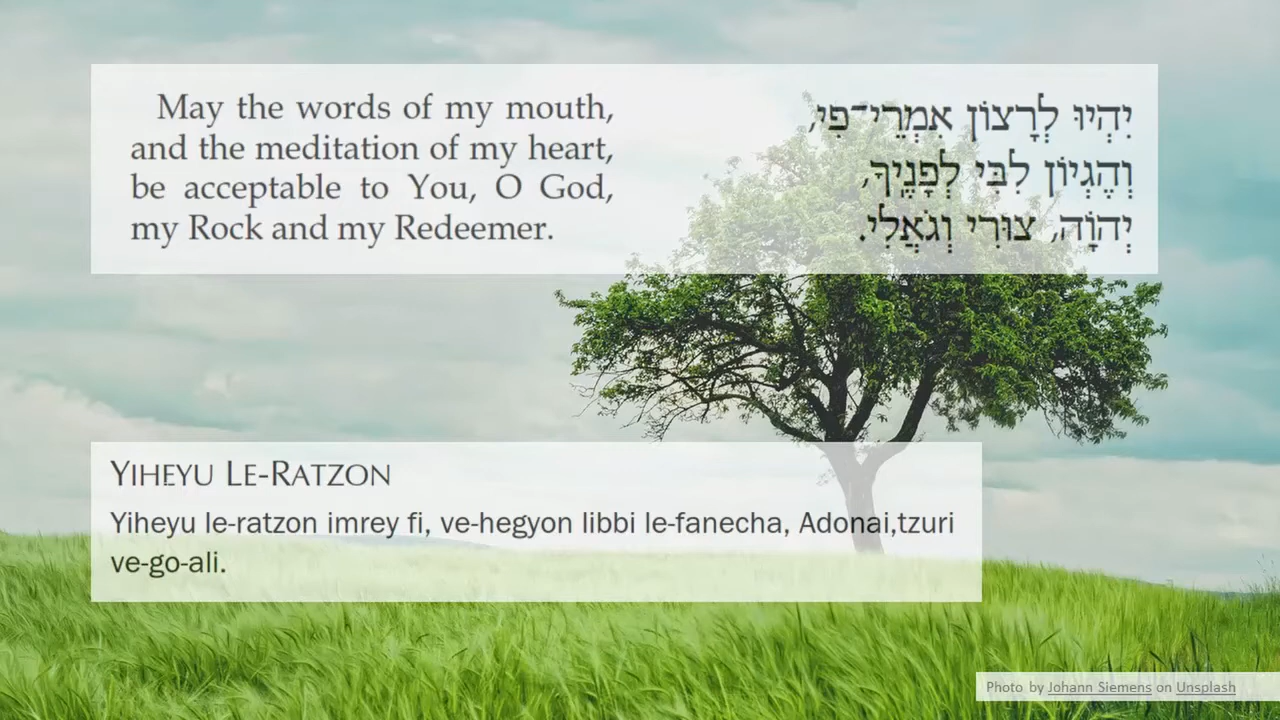 May the words of my mouth,
and the meditation of my heart,
be acceptable to You, O God,
my Rock and my Redeemer.
יִהְיוּ לְרָצוֹן אִמְרֵי־פִי,
וְהֶגְיוֹן לִבִּי לְפָנֶיךָ,
יְהוָֹה, צוּרִי וְגֹאֲלִי.
YIHEYU LE-RATZON
Yiheyu le-ratzon imrey fi, ve-hegyon libbi le-fanecha, Adonai,tzuri
ve-go-ali.
Photo by Johann Siemens on Unsplash